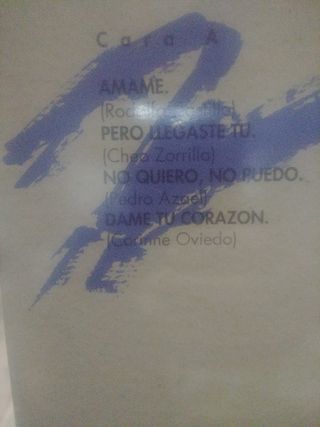 Cara A
AMAME.
PERO LLEGASTE TU.
(Chea Zorrilla)
NO QUIERO, NO PUEDO.
(Pedro Azael)
DAME TU CORAZON.
(Corinne Oviedo)